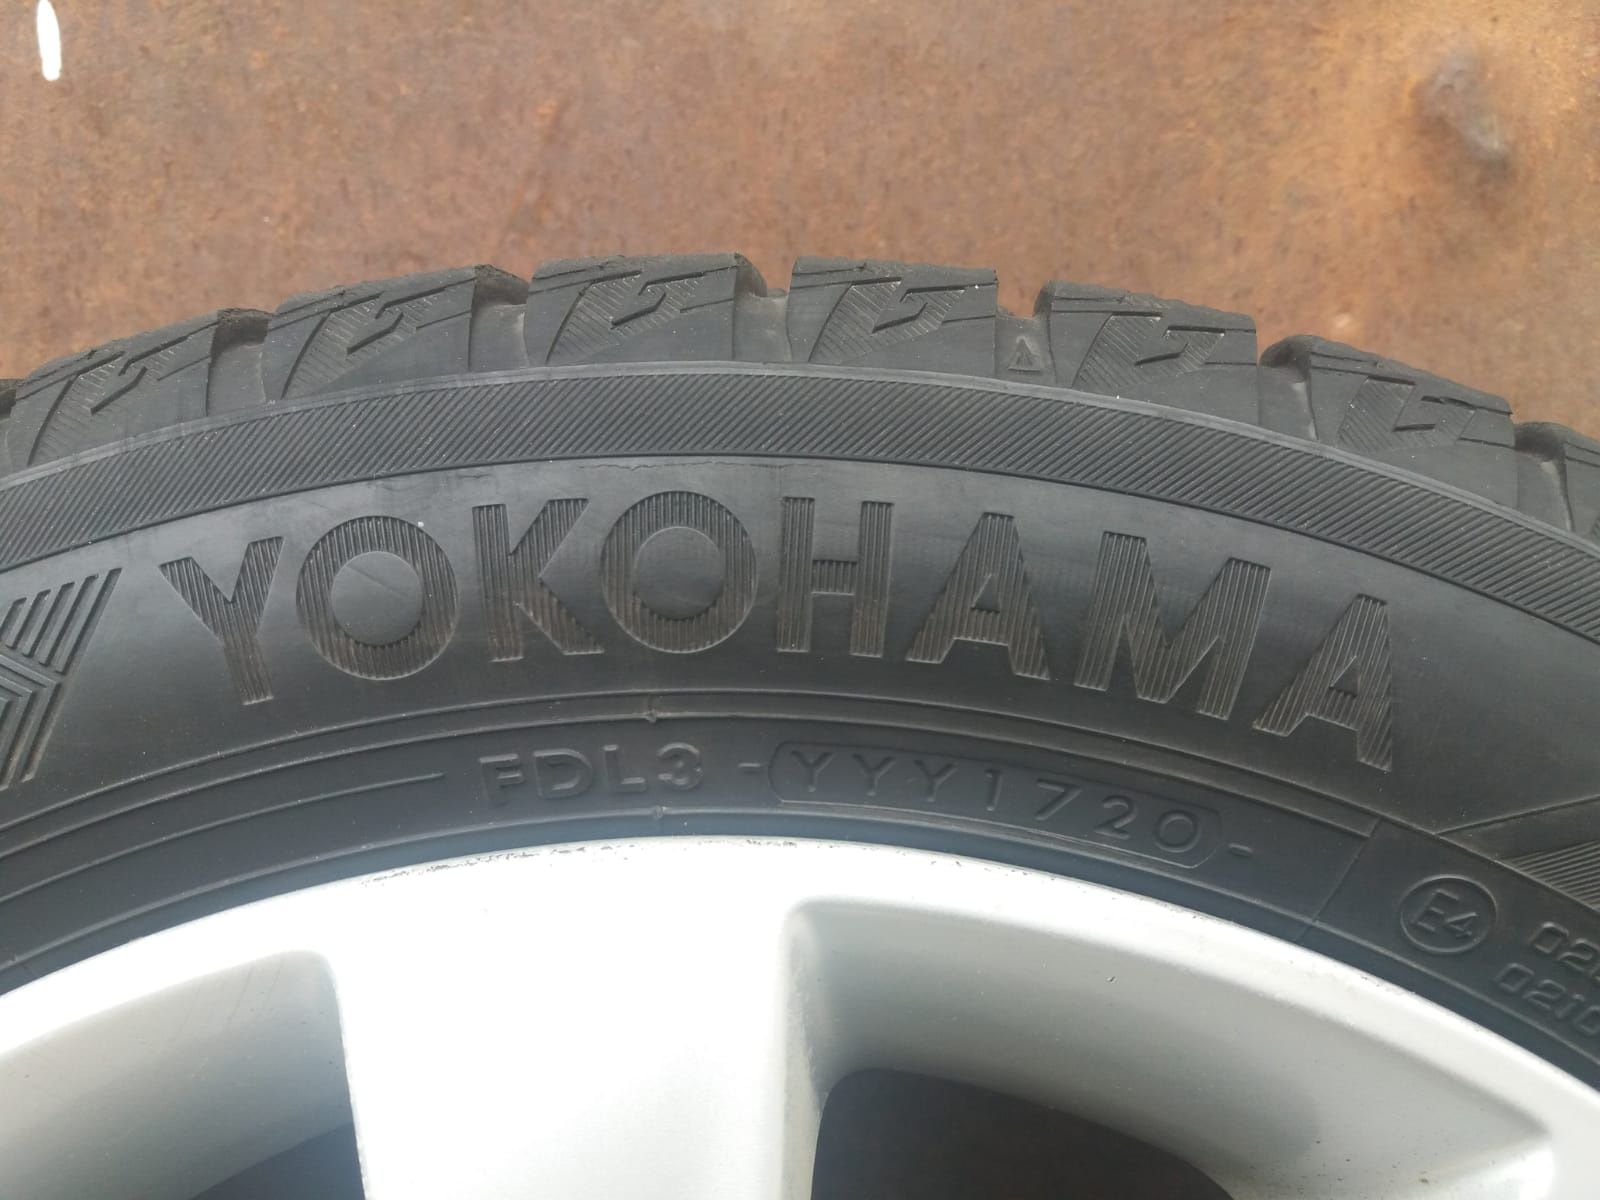 YOKOHAMA
FDL3 - YYY1720 -
E4